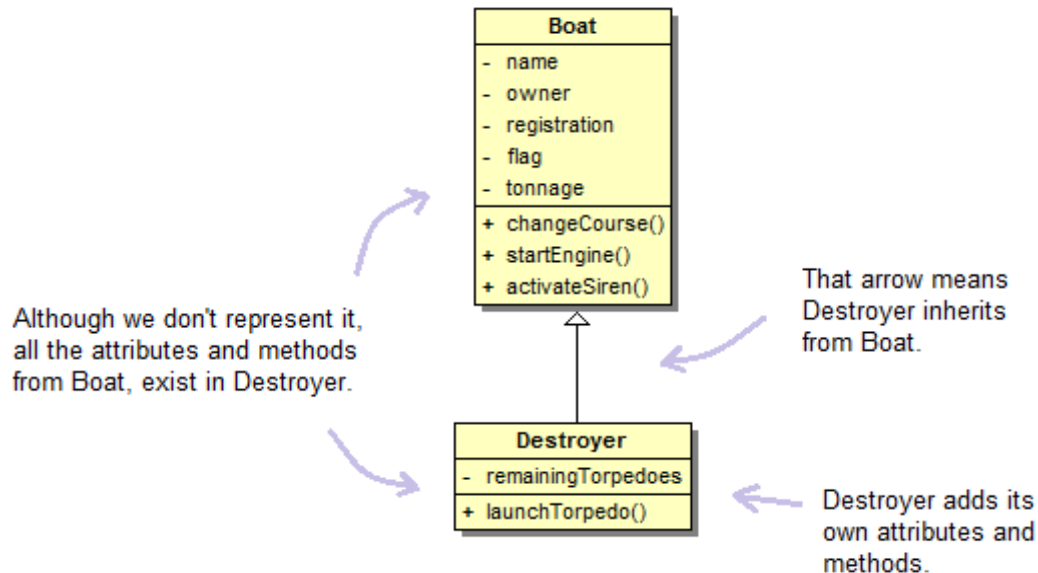 Boat
- name
- owner
- registration
- flag
- tonnage
+ changeCourse()
+ startEngine()
+ activateSiren()
Although we don't represent it,
all the attributes and methods
from Boat, exist in Destroyer.
That arrow means
Destroyer inherits
from Boat.
Destroyer
- remainingTorpedoes
+ launchTorpedo()
Destroyer adds its
own attributes and
methods.